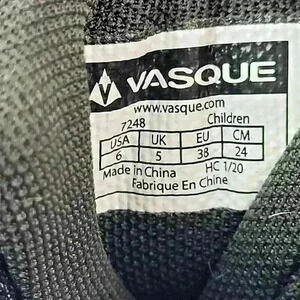 VASQUE
www.vasque.com
7248 Children
USA UK EU CM
6 5 38 24
Made in China HC 1/20
Fabrique En Chine